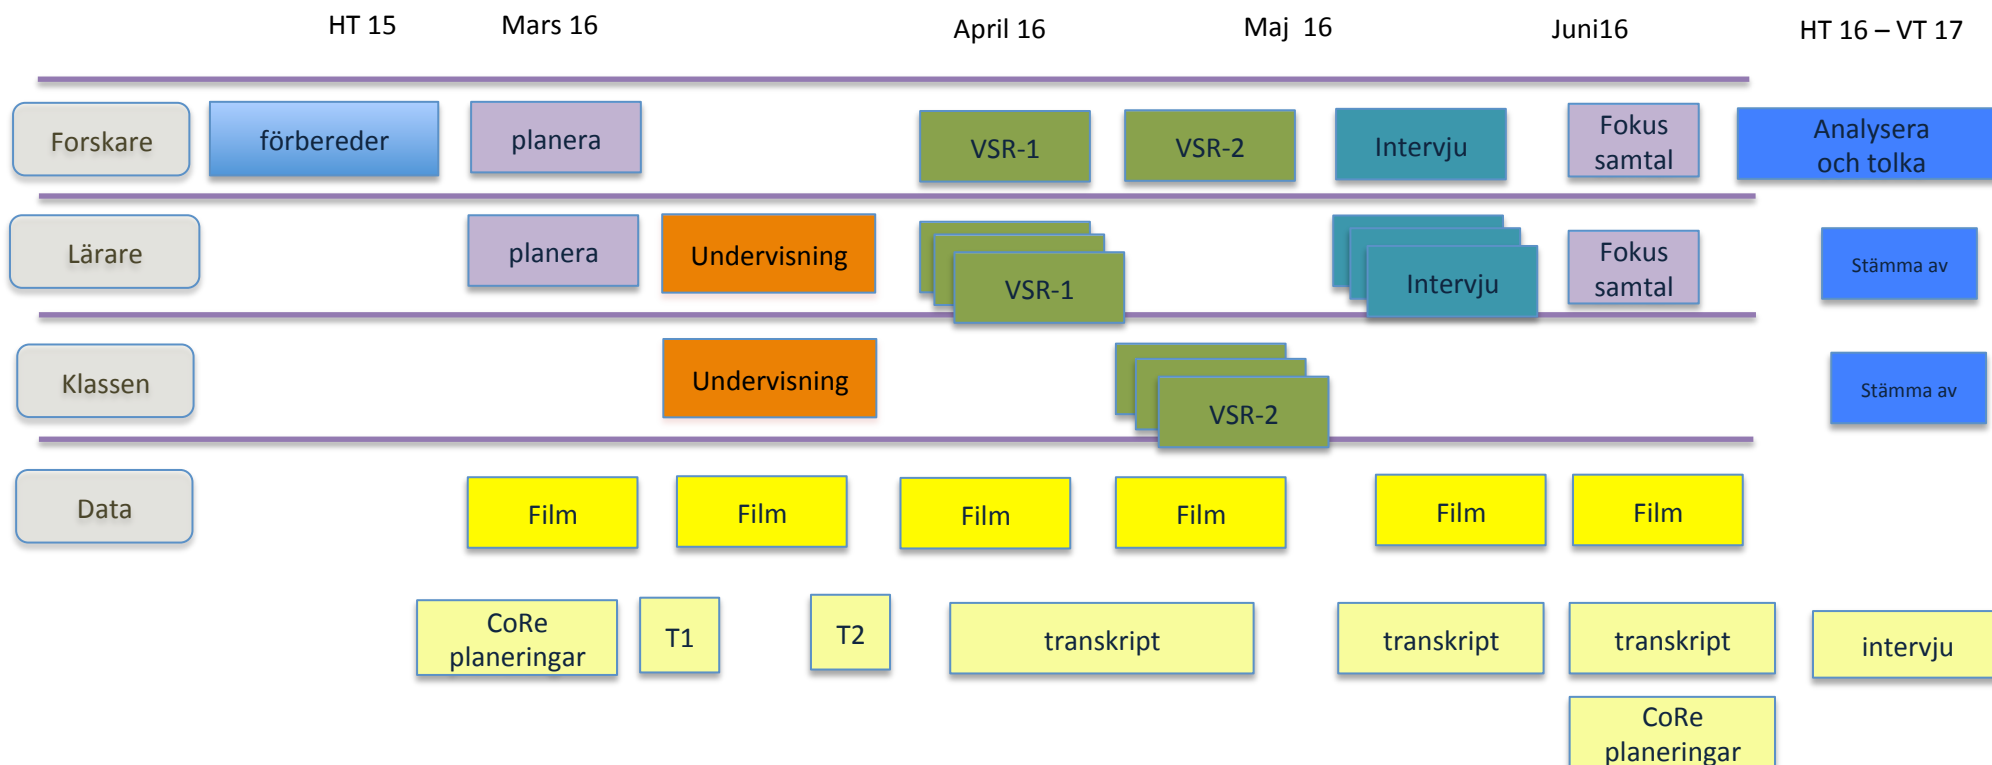 HT 15
Mars 16
April 16
Maj 16
Juni16
HT 16 – VT 17
Forskare
förbereder
planera
VSR-1
VSR-2
Intervju
Fokus
samtal
Analysera
och tolka
Lärare
planera
Undervisning
VSR-1
Intervju
Fokus
samtal
Stämma av
Klassen
Undervisning
VSR-2
Stämma av
Data
Film
Film
Film
Film
Film
Film
CoRe
planeringar
T1
T2
transkript
transkript
transkript
intervju
CoRe
planeringar